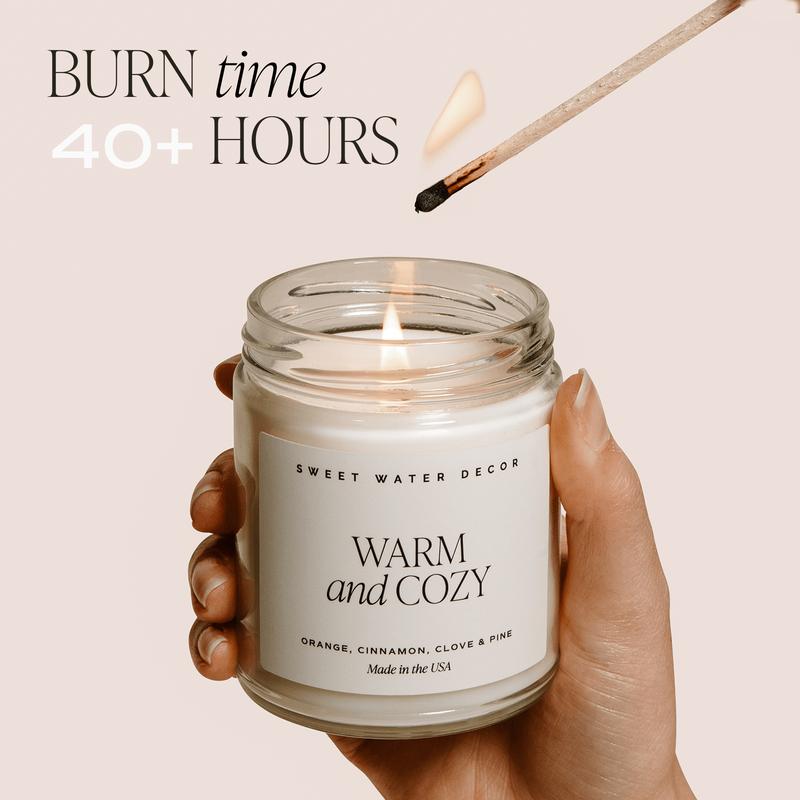 BURN time
40+ HOURS
SWEET WATER DECOR
WARM
and COZY
ORANGE, CINNAMON, CLOVE & PINE
Made in the USA